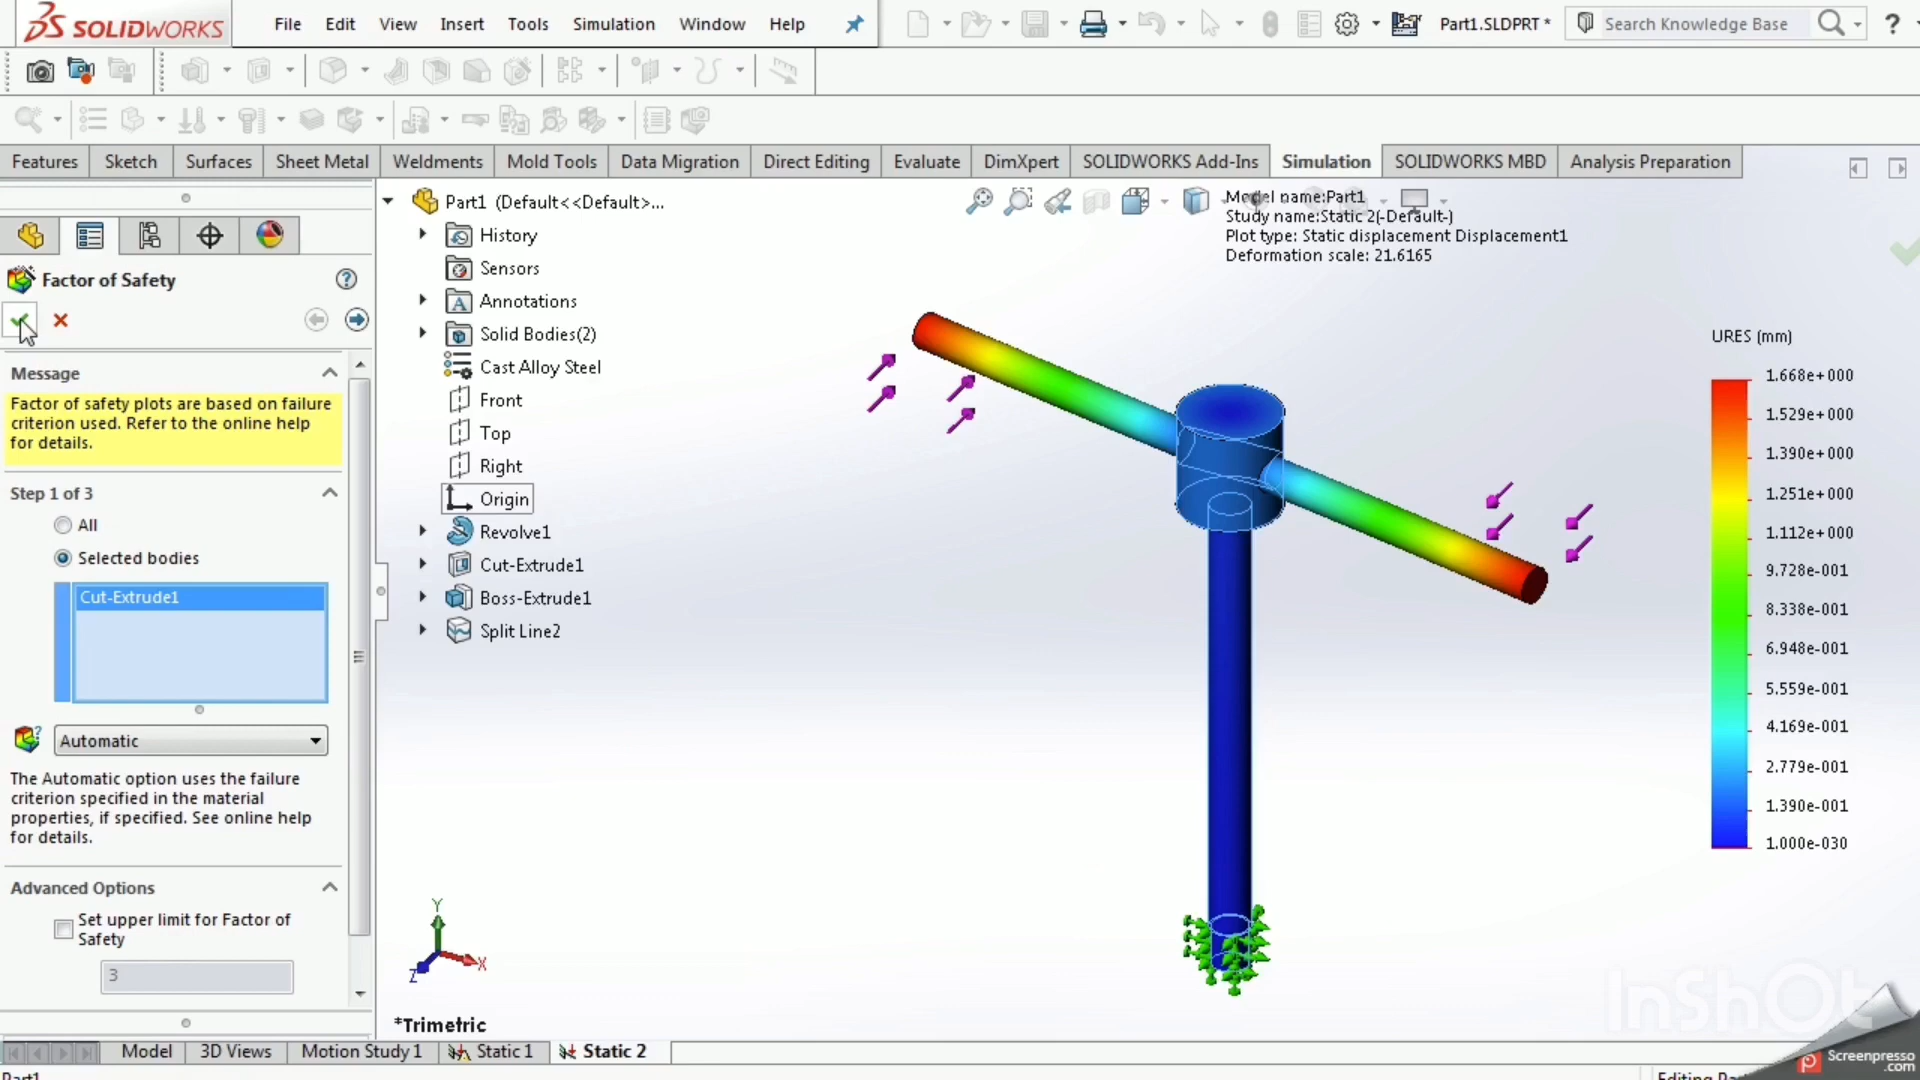 SOLIDWORKS
File Edit View Insert Tools Simulation Window Help
Part1.SLDPRT *
Search Knowledge Base
?
Features Sketch Surfaces Sheet Metal Weldments Mold Tools Data Migration Direct Editing Evaluate DimXpert SOLIDWORKS Add-Ins Simulation SOLIDWORKS MBD Analysis Preparation
Factor of Safety
Message
Factor of safety plots are based on failure
criterion used. Refer to the online help
for details.
Step 1 of 3
All
Selected bodies
Cut-Extrude1
Automatic
The Automatic option uses the failure
criterion specified in the material
properties, if specified. See online help
for details.
Advanced Options
Set upper limit for Factor of
Safety
3
Part1 (Default<<Default>...
History
Sensors
Annotations
Solid Bodies(2)
Cast Alloy Steel
Front
Top
Right
Origin
Revolve1
Cut-Extrude1
Boss-Extrude1
Split Line2
Model name:Part1
Study name:Static 2(-Default-)
Plot type: Static displacement Displacement1
Deformation scale: 21.6165
URES (mm)
1.668e+000
1.529e+000
1.390e+000
1.251e+000
1.112e+000
9.728e-001
8.338e-001
6.948e-001
5.559e-001
4.169e-001
2.779e-001
1.390e-001
1.000e-030
Y
X
Z
*Trimetric
InShOt
Screenpresso
.com
Model 3D Views Motion Study 1 Static 1 Static 2
Part1
Editing